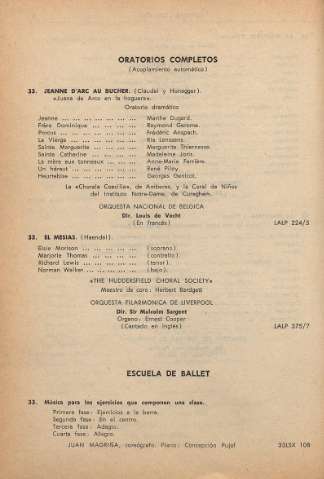 ORATORIOS COMPLETOS
(Acoplamiento automático)
33. JEANNE D'ARC AU BUCHER. (Claudel y Honegger).
«Juana de Arco en la hoguera».
Oratorio dramático
Jeanne ... ... ... ... ... ... ... Marthe Dugard.
Frère Dominique ... ... ... ... Raymond Gerome.
Porcus ... ... ... ... ... ... ... Frédéric Anspach.
La Vierge ... ... ... ... ... ... Ria Lenssens.
Sainte Marguerite ... ... ... ... Marguerite Thiernesse.
Sainte Catherine ... ... ... ... Madeleine Joris.
La mère aux tonneaux ... ... ... Anne-Marie Ferrière.
Un héraut ... ... ... ... ... ... René Piloy.
Heurtebise ... ... ... ... ... ... Georges Genicot.
La «Chorale Caecilia», de Amberes, y la Coral de Niños
del Instituto Notre-Dame, de Cureghem.
ORQUESTA NACIONAL DE BELGICA
Dir. Louis de Vocht
(En francés) LALP 224/5
33. EL MESIAS. (Haendel).
Elsie Morison ... ... ... ... ... (soprano).
Marjorie Thomas ... ... ... ... (contralto).
Richard Lewis ... ... ... ... ... (tenor).
Norman Walker ... ... ... ... ... (bajo).
«THE HUDDERSFIELD CHORAL SOCIETY»
Maestro de coro: Herbert Bardgett
ORQUESTA FILARMONICA DE LIVERPOOL
Dir. Sir Malcolm Sargent
Organo: Ernest Cooper
(Cantado en inglés) LALP 375/7
ESCUELA DE BALLET
33. Música para los ejercicios que componen una clase.
Primera fase: Ejercicios a la barra.
Segunda fase: En el centro.
Tercera fase: Adagio.
Cuarta fase: Allegro.
JUAN MAGRIÑA, coreógrafo. Piano: Concepción Pujol 33LSX 108